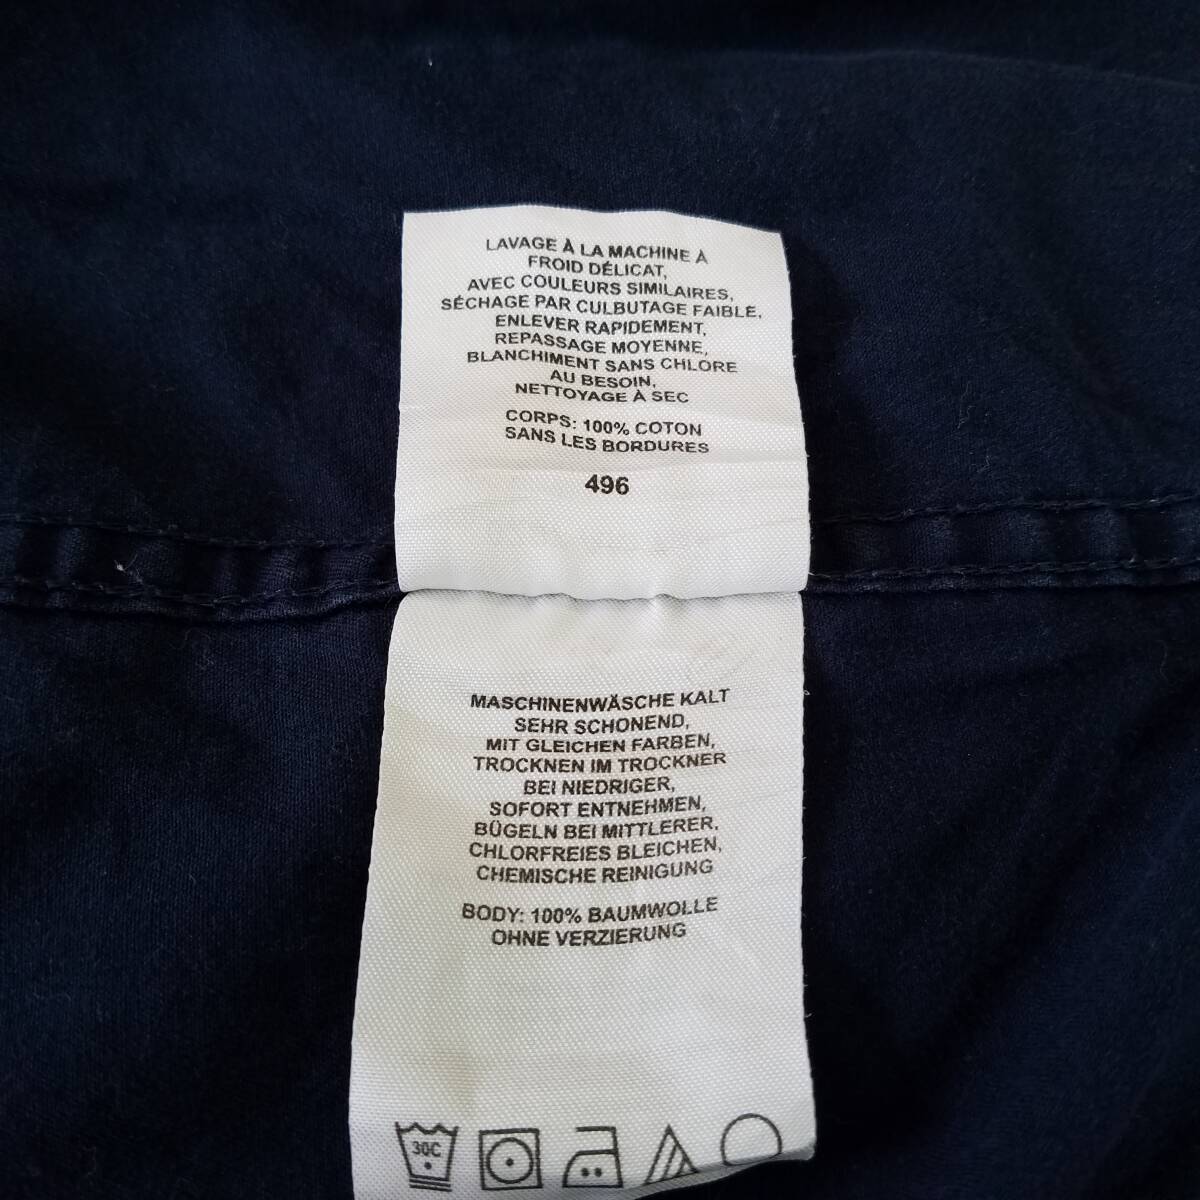 LAVAGE À LA MACHINE À
FROID DÉLICAT,
AVEC COULEURS SIMILAIRES,
SÉCHAGE PAR CULBUTAGE FAIBLE,
ENLEVER RAPIDEMENT,
REPASSAGE MOYENNE,
BLANCHIMENT SANS CHLORE
AU BESOIN,
NETTOYAGE À SEC
CORPS: 100% COTON
SANS LES BORDURES
496
MASCHINENWÄSCHE KALT
SEHR SCHONEND,
MIT GLEICHEN FARBEN,
TROCKNEN IM TROCKNER
BEI NIEDRIGER,
SOFORT ENTNEHMEN,
BÜGELN BEI MITTLERER,
CHLORFREIES BLEICHEN,
CHEMISCHE REINIGUNG
BODY: 100% BAUMWOLLE
OHNE VERZIERUNG
30C